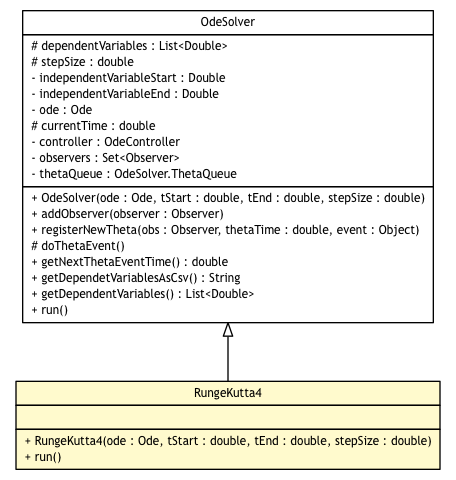 OdeSolver
# dependentVariables : List<Double>
# stepSize : double
- independentVariableStart : Double
- independentVariableEnd : Double
- ode : Ode
# currentTime : double
- controller : OdeController
- observers : Set<Observer>
- thetaQueue : OdeSolver.ThetaQueue
+ OdeSolver(ode : Ode, tStart : double, tEnd : double, stepSize : double)
+ addObserver(observer : Observer)
+ registerNewTheta(obs : Observer, thetaTime : double, event : Object)
# doThetaEvent()
+ getNextThetaEventTime() : double
+ getDependetVariablesAsCsv() : String
+ getDependentVariables() : List<Double>
+ run()
RungeKutta4
+ RungeKutta4(ode : Ode, tStart : double, tEnd : double, stepSize : double)
+ run()